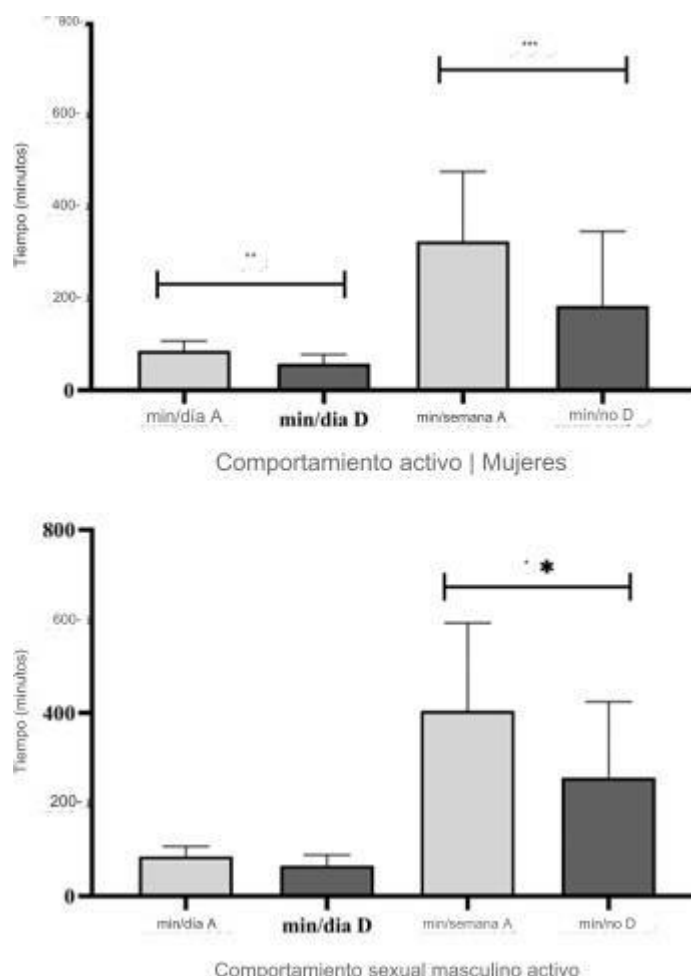 800-
***
600-
Tiempo (minutos)
400-
**
200-
0
min/día A
min/dia D
min/semana A
min/no D
Comportamiento activo | Mujeres
800
* *
600-
Tiempo (minutos)
400
200-
0
min/día A
min/dia D
min/semana A
min/no D
Comportamiento sexual masculino activo